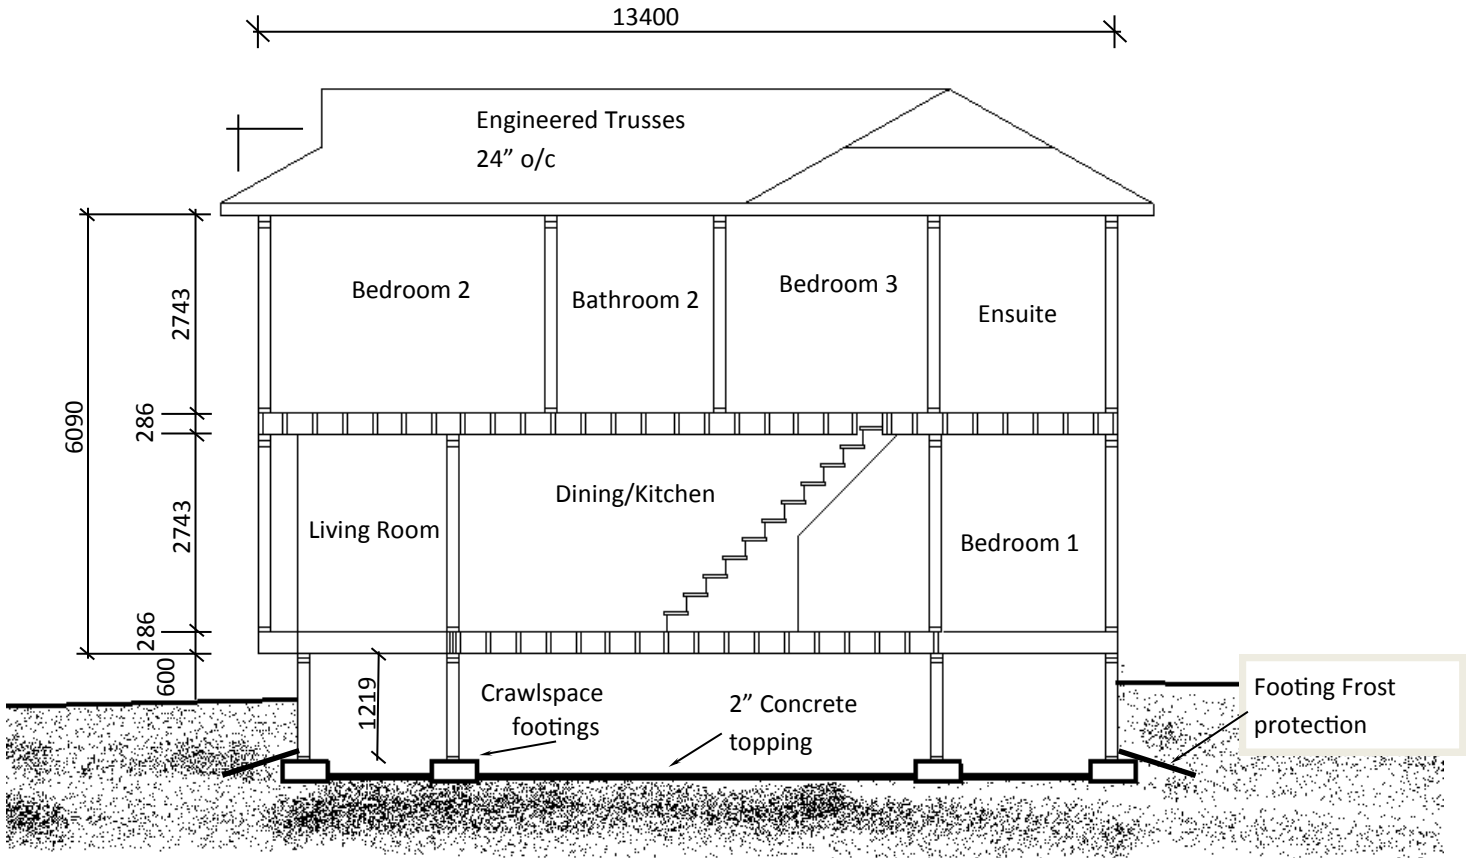 13400
Engineered Trusses
24” o/c
Bedroom 2
Bathroom 2
Bedroom 3
Ensuite
2743
286
6090
2743
286
600
Living Room
Dining/Kitchen
Bedroom 1
1219
Crawlspace
footings
2” Concrete
topping
Footing Frost
protection